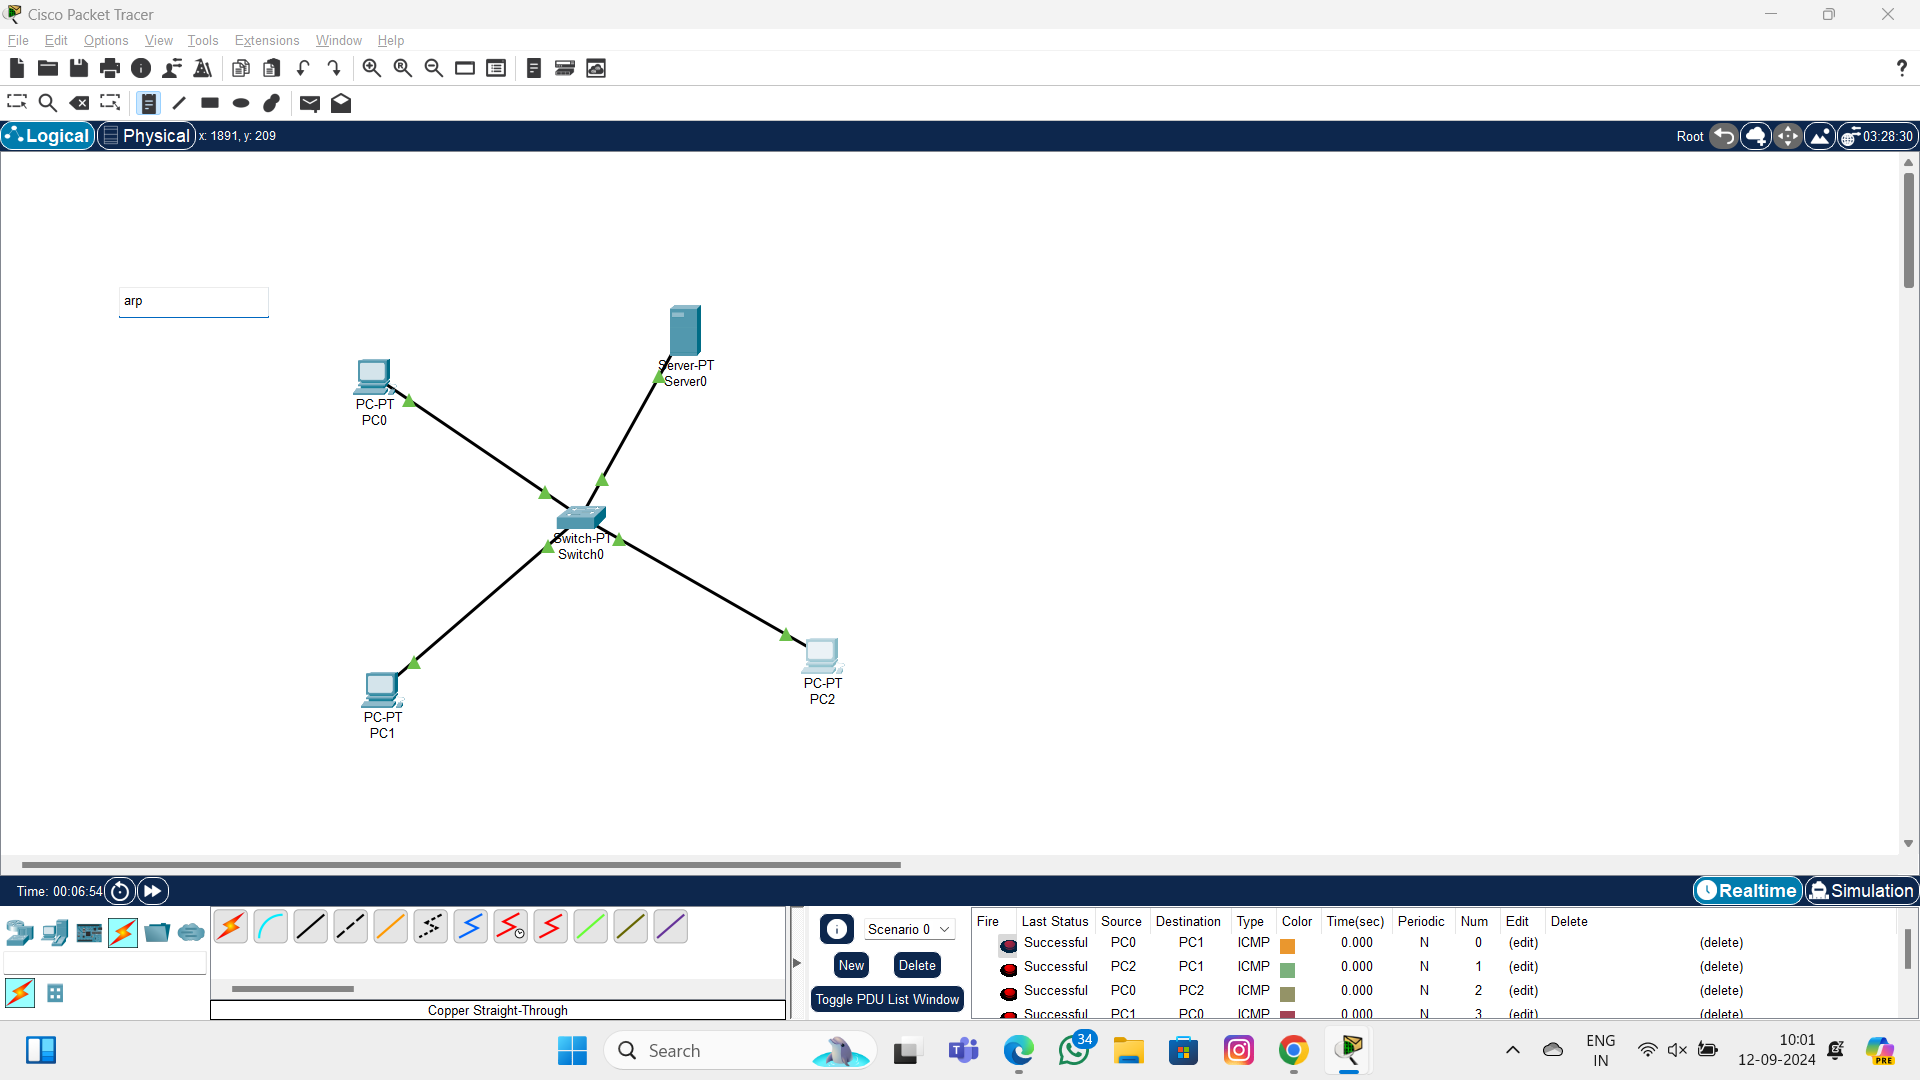 Cisco Packet Tracer
File Edit Options View Tools Extensions Window Help
?
Logical Physical x: 1891, y: 209 Root 03:28:30
arp
Server-PT
Server0
PC-PT
PC0
Switch-PT
Switch0
PC-PT
PC2
PC-PT
PC1
Time: 00:06:54 Realtime Simulation
Scenario 0
New Delete
Toggle PDU List Window
Copper Straight-Through
Fire Last Status Source Destination Type Color Time(sec) Periodic Num Edit Delete
Successful PC0 PC1 ICMP 0.000 N 0 (edit) (delete)
Successful PC2 PC1 ICMP 0.000 N 1 (edit) (delete)
Successful PC0 PC2 ICMP 0.000 N 2 (edit) (delete)
Successful PC1 PC0 ICMP 0.000 N 3 (edit) (delete)
Search
34
ENG
IN
10:01
12-09-2024
PRE